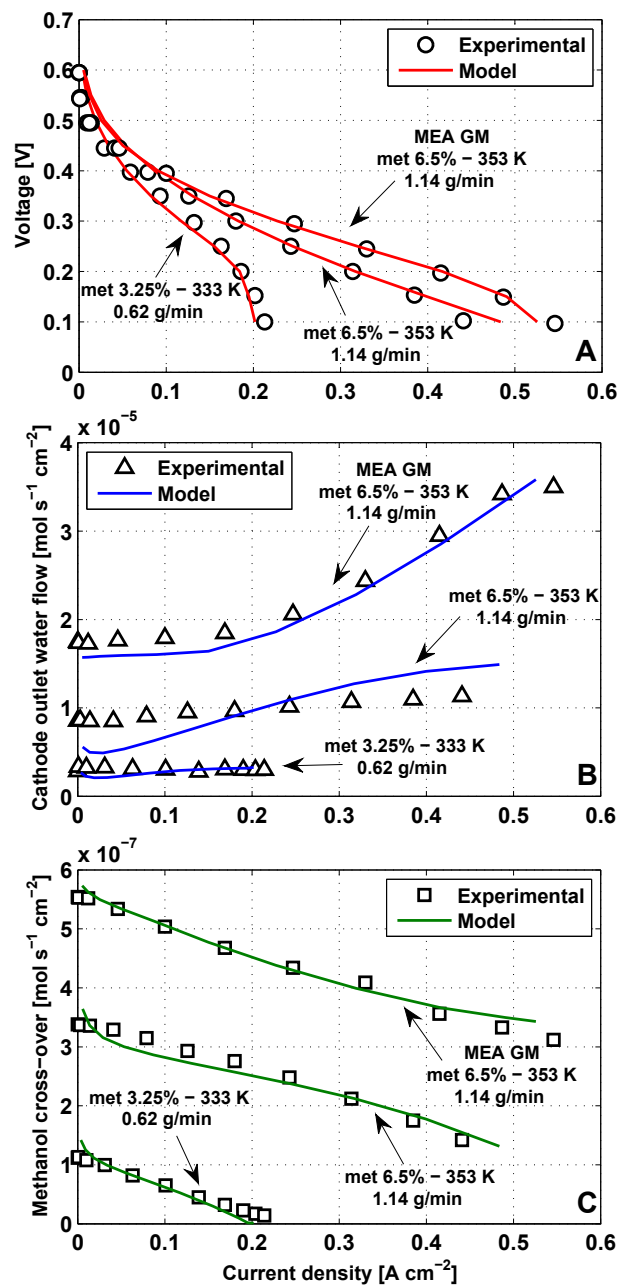 0.8
0.7
0.6
0.5
0.4
0.3
0.2
0.1
0
Voltage [V]
Experimental
Model
MEA GM
met 6.5% − 353 K
1.14 g/min
met 3.25% − 333 K
0.62 g/min
met 6.5% − 353 K
1.14 g/min
A
0 0.1 0.2 0.3 0.4 0.5 0.6
x 10−5
4
3
2
1
0
Cathode outlet water flow [mol s−1 cm−2]
Experimental
Model
MEA GM
met 6.5% − 353 K
1.14 g/min
met 6.5% − 353 K
1.14 g/min
met 3.25% − 333 K
0.62 g/min
B
0 0.1 0.2 0.3 0.4 0.5 0.6
x 10−7
6
5
4
3
2
1
0
Methanol cross−over [mol s−1 cm−2]
Experimental
Model
MEA GM
met 6.5% − 353 K
1.14 g/min
met 3.25% − 333 K
0.62 g/min
met 6.5% − 353 K
1.14 g/min
C
0 0.1 0.2 0.3 0.4 0.5 0.6
Current density [A cm−2]